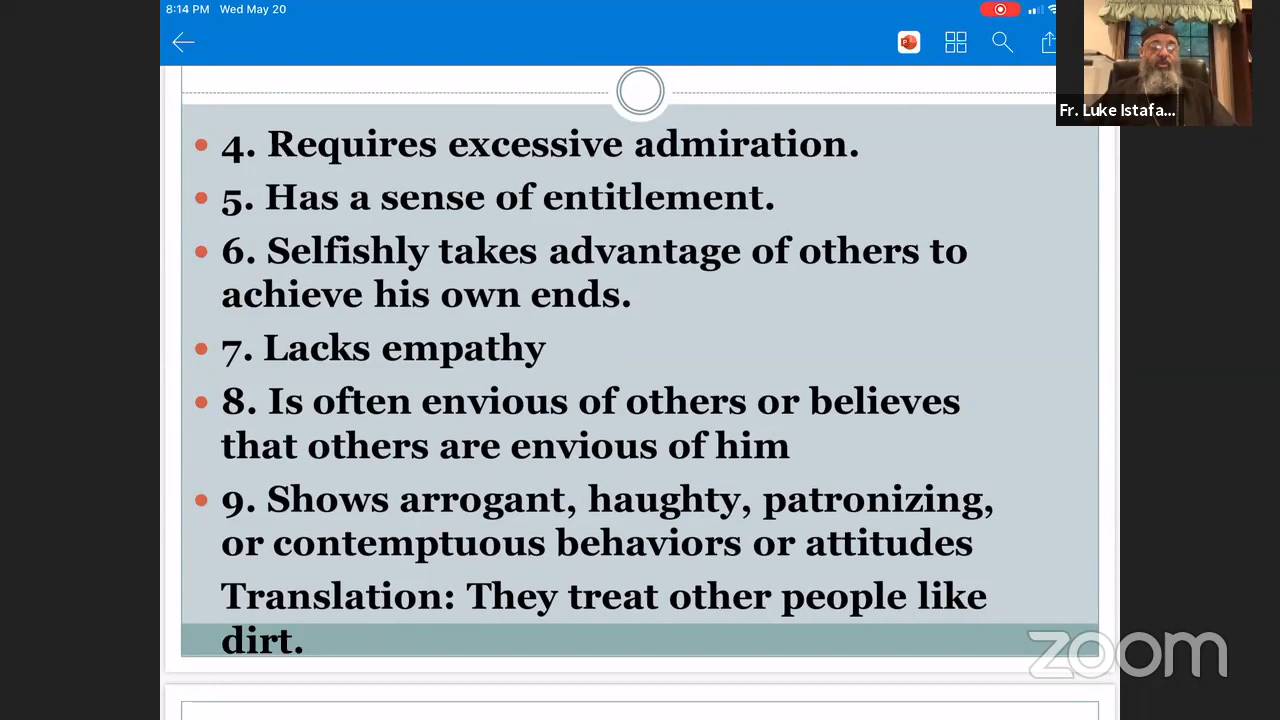 8:14 PM Wed May 20
Fr. Luke Istafa...
4. Requires excessive admiration.
5. Has a sense of entitlement.
6. Selfishly takes advantage of others to
achieve his own ends.
7. Lacks empathy
8. Is often envious of others or believes
that others are envious of him
9. Shows arrogant, haughty, patronizing,
or contemptuous behaviors or attitudes
Translation: They treat other people like
dirt.
zoom